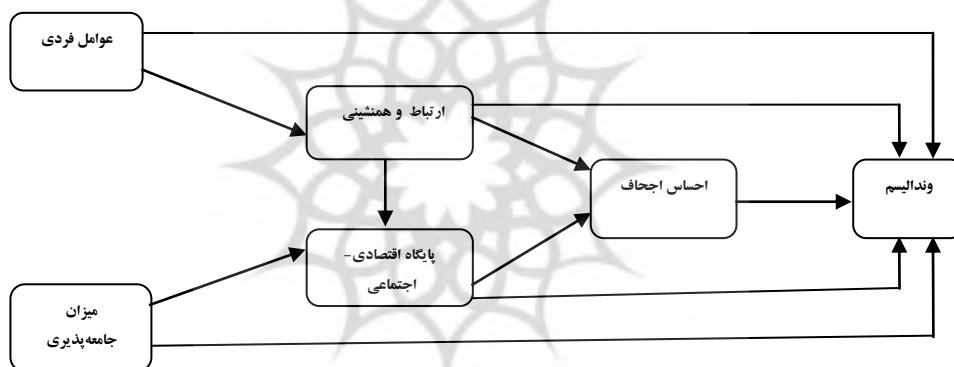 عوامل فردی
ارتباط و همنشینی
احساس اجحاف
وندالیسم
پایگاه اقتصادی-
اجتماعی
میزان
جامعه‌پذیری